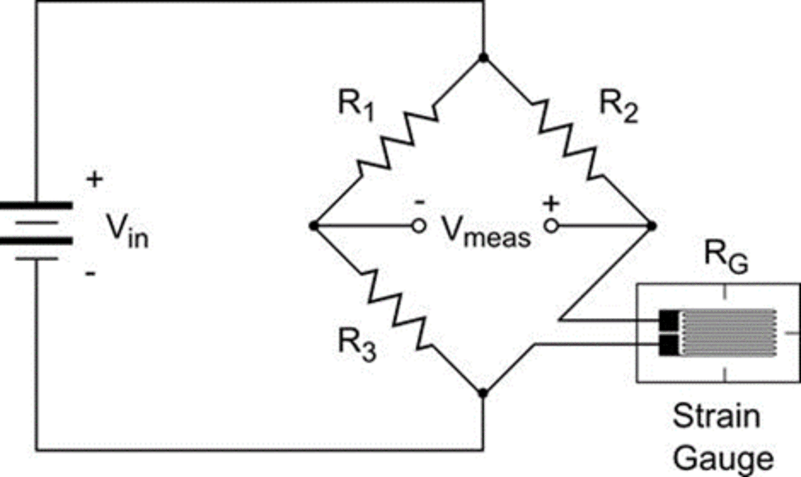 R1
R2
+
Vin
-
-
Vmeas
+
RG
R3
Strain
Gauge